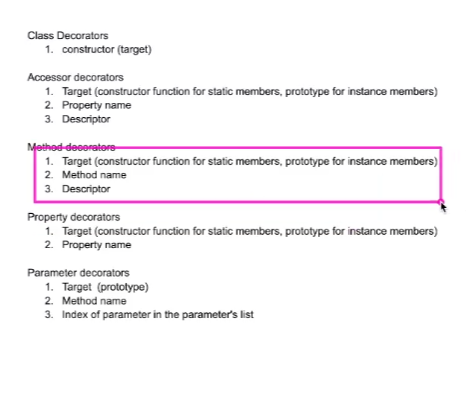 Class Decorators
1. constructor (target)
Accessor decorators
1. Target (constructor function for static members, prototype for instance members)
2. Property name
3. Descriptor
Method decorators
1. Target (constructor function for static members, prototype for instance members)
2. Method name
3. Descriptor
Property decorators
1. Target (constructor function for static members, prototype for instance members)
2. Property name
Parameter decorators
1. Target (prototype)
2. Method name
3. Index of parameter in the parameter's list